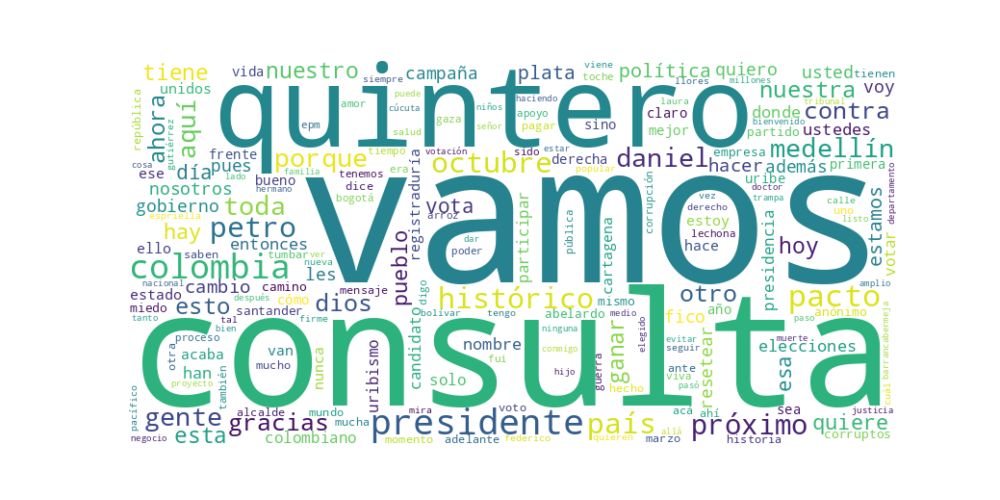 tiene vida nuestro siempre campaña plata viene toche política quiero llores millones usted tienen
república unidos quintero amor puede haciendo laura nuestra voy
gutiérrez ahora aquí epm cúcuta niños apoyo claro donde contra
salud gaza señor pagar sino mejor partido ustedes tribunal bienvenido
cosa ese día pues frente porque tiempo era votación sido estar derecha daniel empresa medellín
lado bueno familia tenemos octubre popular hacer además primera
nosotros hermano dice registraduría vamos corrupción uribe doctor departamento
espriella gobierno toda bogotá vota arroz vez derecho trampa calle uno
hay petro pueblo participar pública estoy lechona presidencia listo estamos votar
ello saben entonces dar poder cartagena hace hoy
colombia tumbar ver les
nacional cambio camino nueva mensaje digo amplio
estado después cómo dios histórico mismo otro pacto
miedo esto santander bolívar tengo abelardo fico año anónimo
tanto tal firme candidato ninguna medio elegido resetear paso
otra proceso bien consulta uribismo nombre ganar evitar seguir elecciones
acaba van nunca fui conmigo ante muerte esa barrancabermeja
han mucho solo hijo guerra viva pasó cuál
proyecto también hecho
pacífico gente alcalde mundo mira voto presidente país acá ahí próximo sea justicia
gracias mucha allá quiere
negocio esta colombiano momento adelante federico quieren marzo historia corruptos